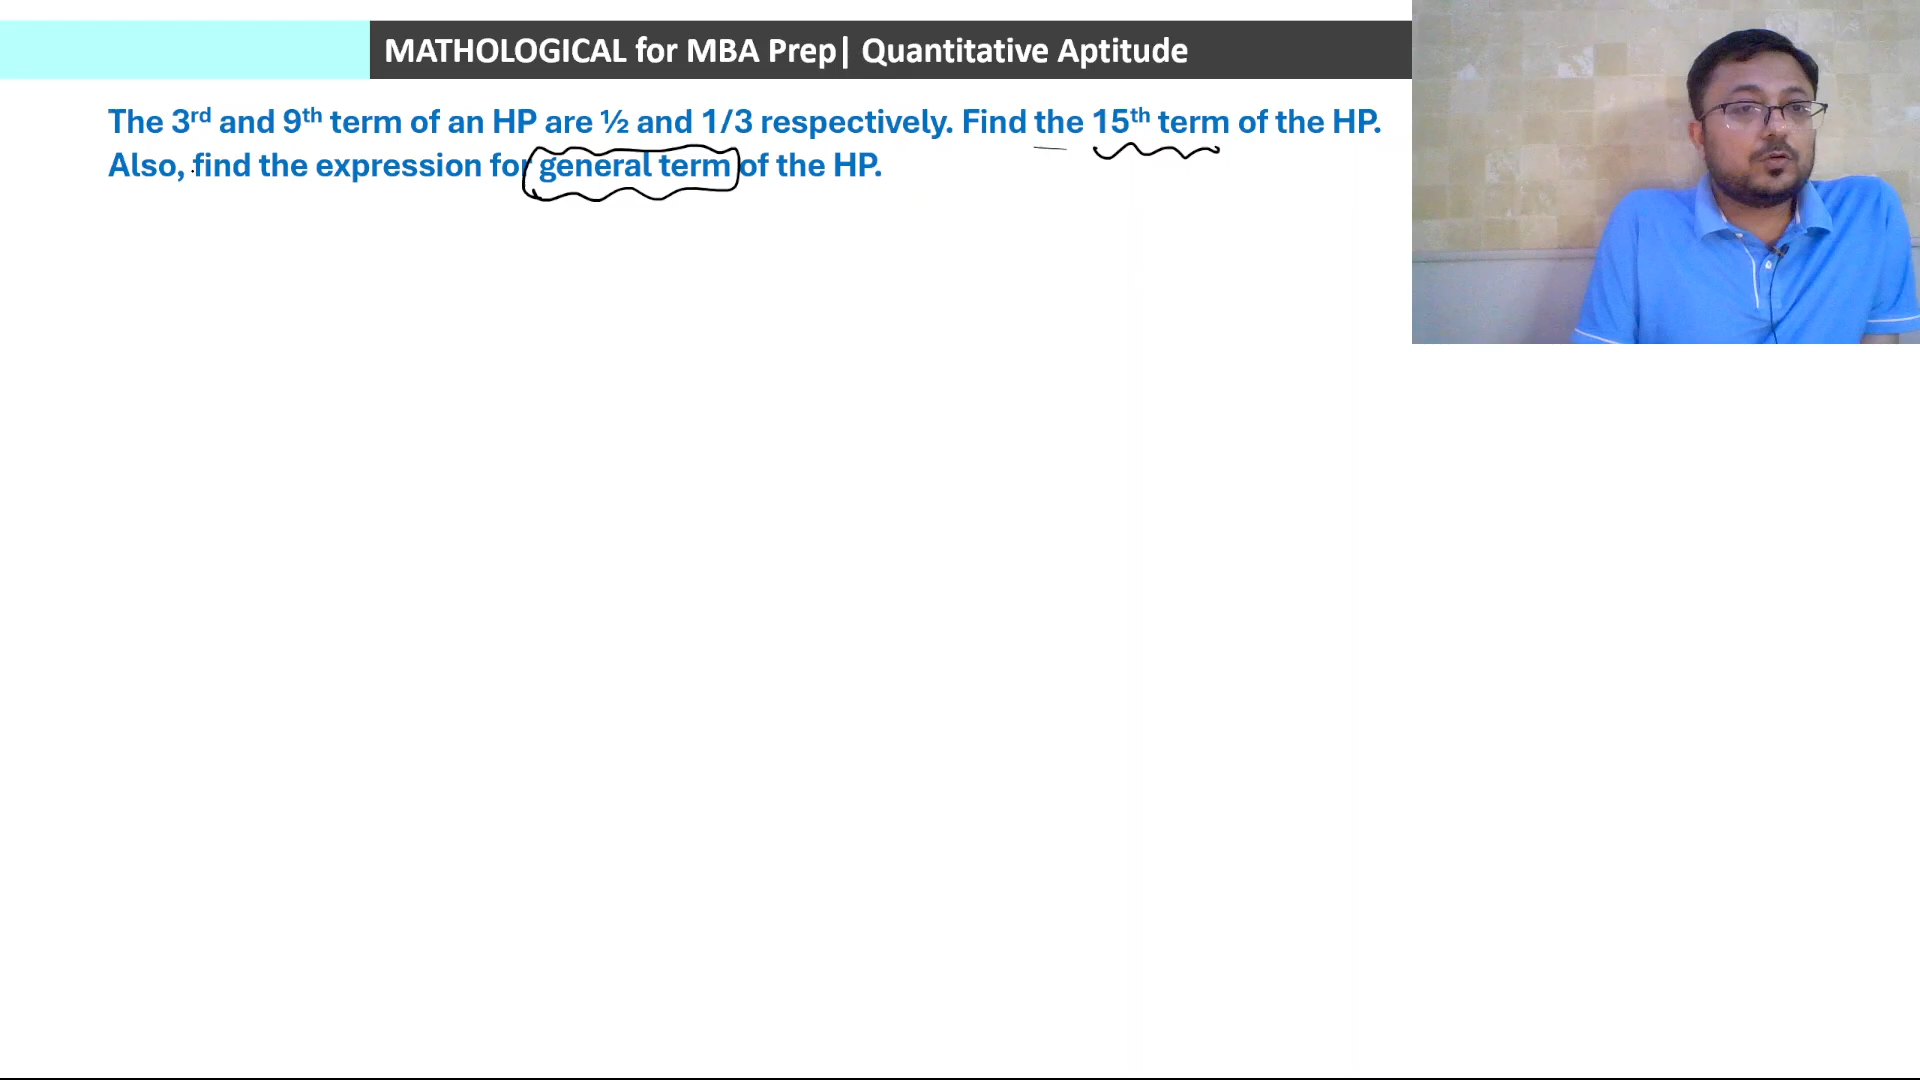 MATHOLOGICAL for MBA Prep| Quantitative Aptitude
The 3rd and 9th term of an HP are ½ and 1/3 respectively. Find the 15th term of the HP.
Also, find the expression for general term of the HP.